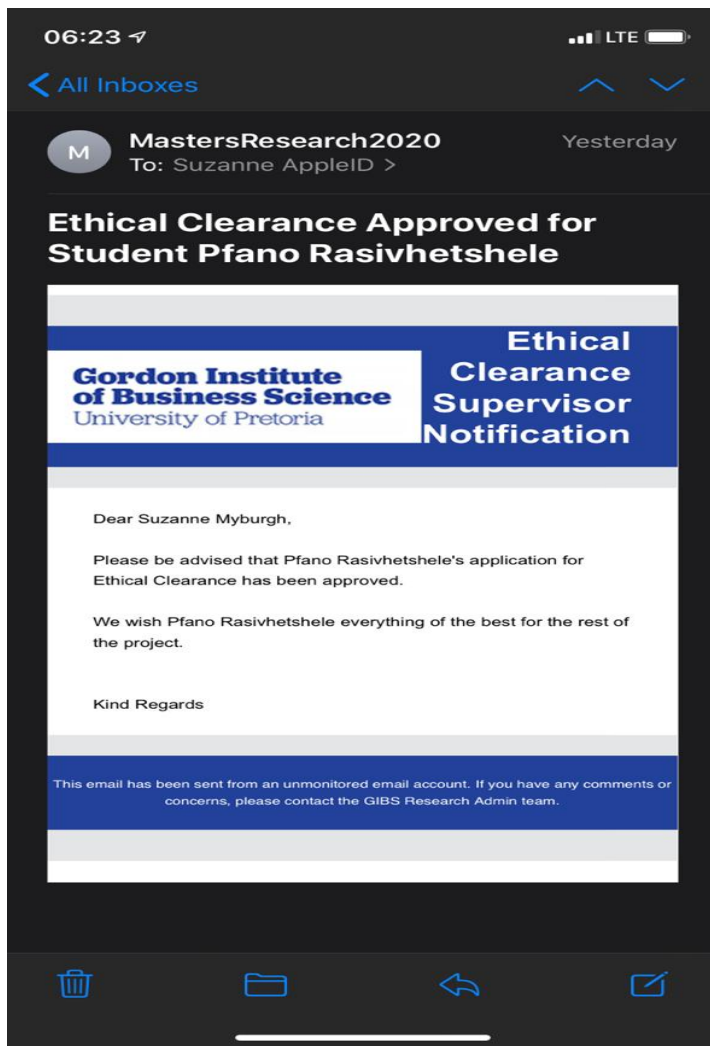 06:23 LTE
All Inboxes
M MastersResearch2020 Yesterday
To: Suzanne AppleID >
Ethical Clearance Approved for
Student Pfano Rasivhetshele
Gordon Institute
of Business Science
University of Pretoria
Ethical
Clearance
Supervisor
Notification
Dear Suzanne Myburgh,
Please be advised that Pfano Rasivhetshele's application for
Ethical Clearance has been approved.
We wish Pfano Rasivhetshele everything of the best for the rest of
the project.
Kind Regards
This email has been sent from an unmonitored email account. If you have any comments or
concerns, please contact the GIBS Research Admin team.